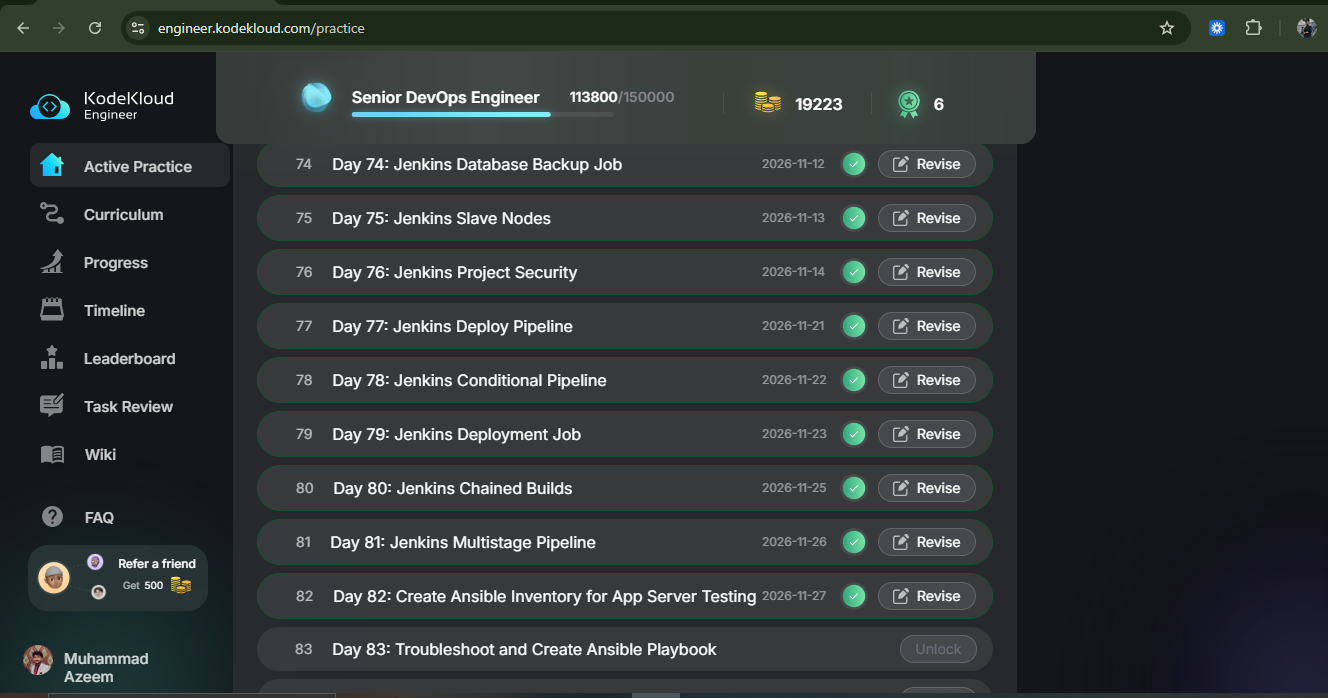 engineer.kodekloud.com/practice
KodeKloud
Engineer
Senior DevOps Engineer 113800/150000 19223 6
Active Practice
Curriculum
Progress
Timeline
Leaderboard
Task Review
Wiki
FAQ
Refer a friend
Get 500
Muhammad
Azeem
74 Day 74: Jenkins Database Backup Job 2026-11-12 Revise
75 Day 75: Jenkins Slave Nodes 2026-11-13 Revise
76 Day 76: Jenkins Project Security 2026-11-14 Revise
77 Day 77: Jenkins Deploy Pipeline 2026-11-21 Revise
78 Day 78: Jenkins Conditional Pipeline 2026-11-22 Revise
79 Day 79: Jenkins Deployment Job 2026-11-23 Revise
80 Day 80: Jenkins Chained Builds 2026-11-25 Revise
81 Day 81: Jenkins Multistage Pipeline 2026-11-26 Revise
82 Day 82: Create Ansible Inventory for App Server Testing 2026-11-27 Revise
83 Day 83: Troubleshoot and Create Ansible Playbook Unlock